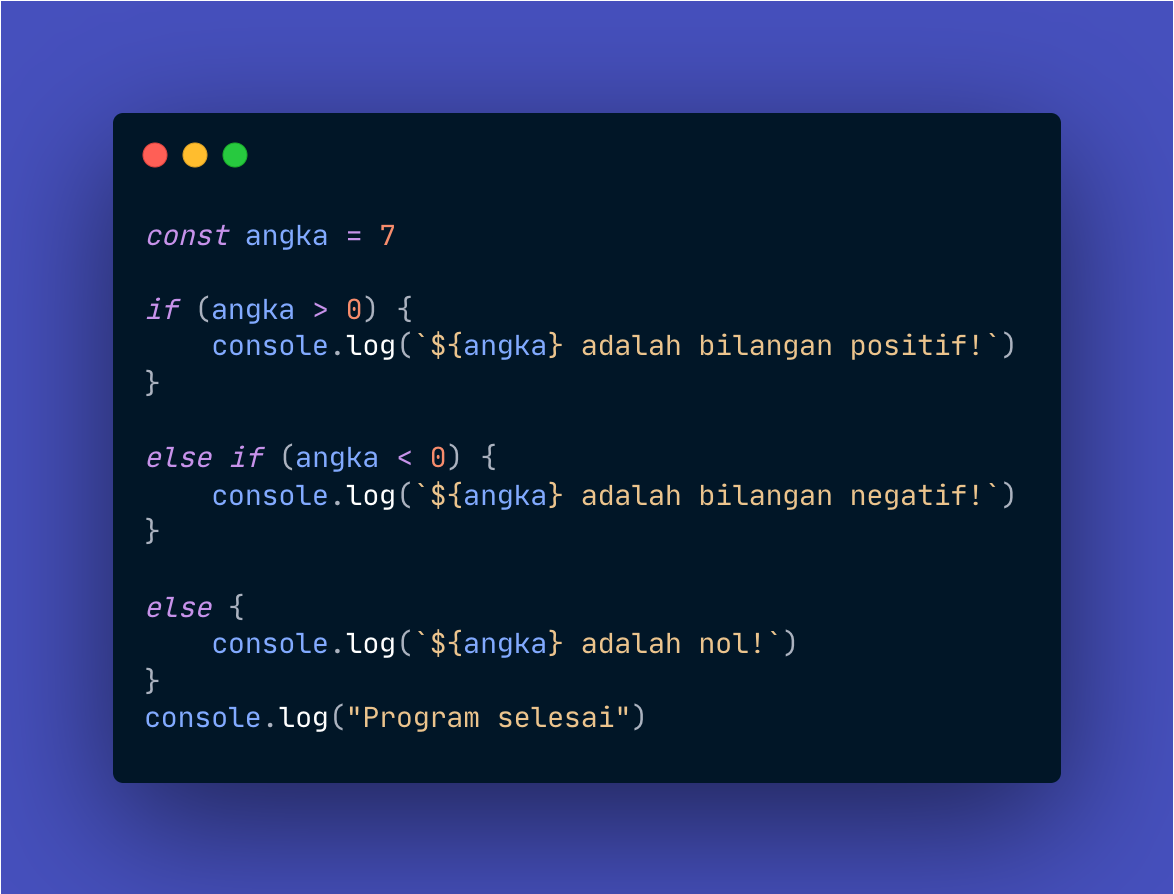 const angka = 7
if (angka > 0) {
    console.log(`${angka} adalah bilangan positif!`)
}
else if (angka < 0) {
    console.log(`${angka} adalah bilangan negatif!`)
}
else {
    console.log(`${angka} adalah nol!`)
}
console.log("Program selesai")